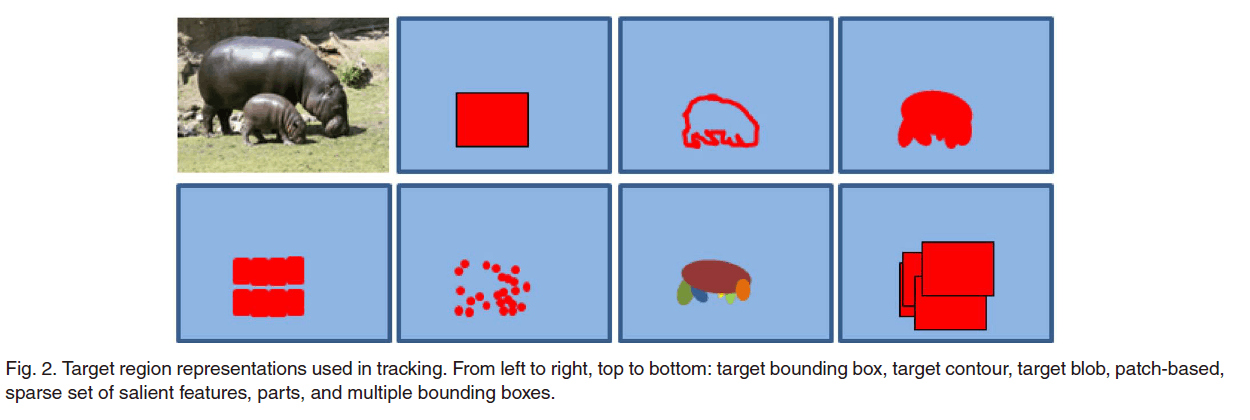 Fig. 2. Target region representations used in tracking. From left to right, top to bottom: target bounding box, target contour, target blob, patch-based,
sparse set of salient features, parts, and multiple bounding boxes.